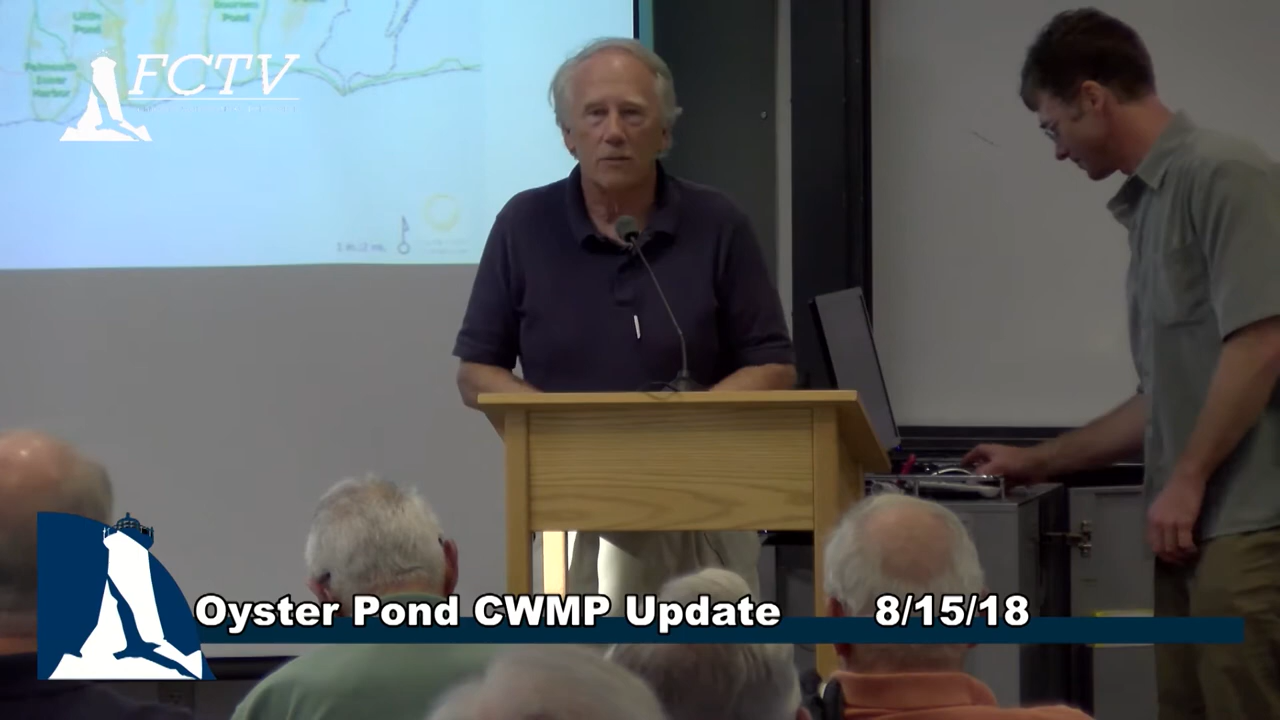 Little
Pond
Bournes
Pond
Falmouth
Inner
Harbor
FCTV
Oyster Pond CWMP Update 8/15/18